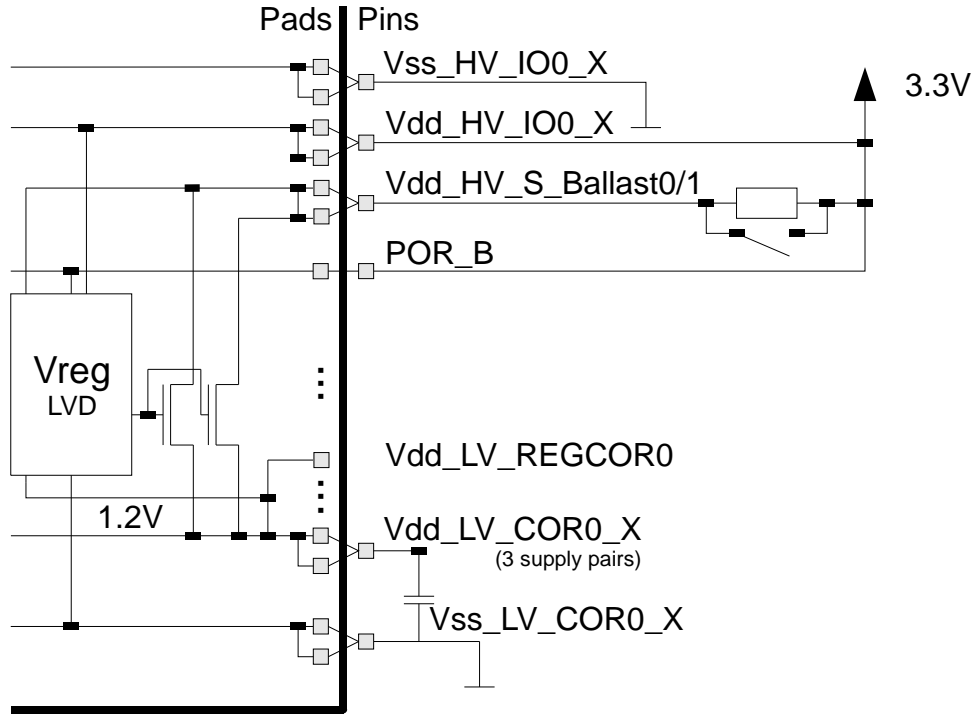 Pads Pins
Vss_HV_IO0_X
3.3V
Vdd_HV_IO0_X
Vdd_HV_S_Ballast0/1
POR_B
Vreg
LVD
Vdd_LV_REGCOR0
1.2V
Vdd_LV_COR0_X
(3 supply pairs)
Vss_LV_COR0_X